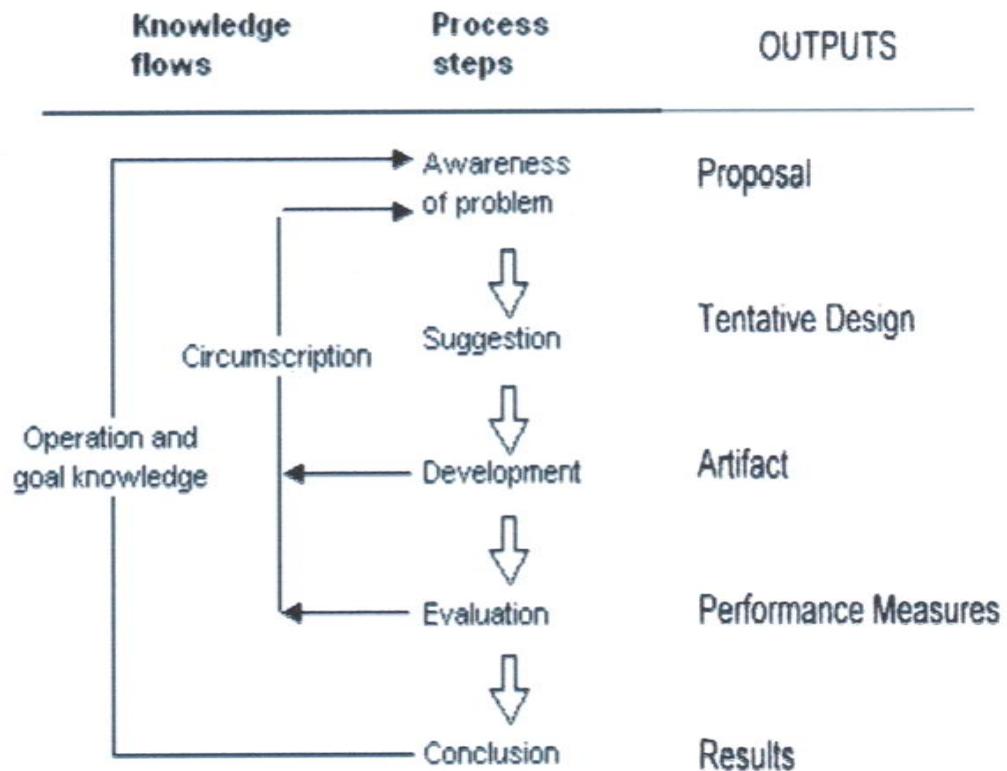 Knowledge
flows
Process
steps
OUTPUTS
Awareness
of problem
Proposal
Suggestion
Tentative Design
Circumscription
Operation and
goal knowledge
Development
Artifact
Evaluation
Performance Measures
Conclusion
Results